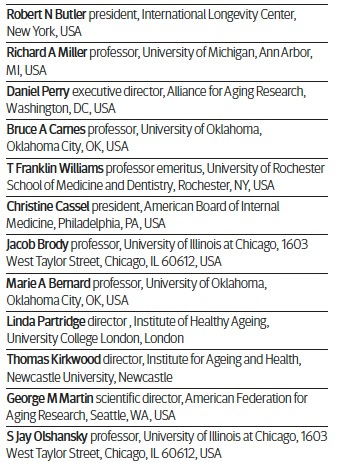 Robert N Butler president, International Longevity Center,
New York, USA
Richard A Miller professor, University of Michigan, Ann Arbor,
MI, USA
Daniel Perry executive director, Alliance for Aging Research,
Washington, DC, USA
Bruce A Carnes professor, University of Oklahoma,
Oklahoma City, OK, USA
T Franklin Williams professor emeritus, University of Rochester
School of Medicine and Dentistry, Rochester, NY, USA
Christine Cassel president, American Board of Internal
Medicine, Philadelphia, PA, USA
Jacob Brody professor, University of Illinois at Chicago, 1603
West Taylor Street, Chicago, IL 60612, USA
Marie A Bernard professor, University of Oklahoma,
Oklahoma City, OK, USA
Linda Partridge director , Institute of Healthy Ageing,
University College London, London
Thomas Kirkwood director, Institute for Ageing and Health,
Newcastle University, Newcastle
George M Martin scientific director, American Federation for
Aging Research, Seattle, WA, USA
S Jay Olshansky professor, University of Illinois at Chicago, 1603
West Taylor Street, Chicago, IL 60612, USA